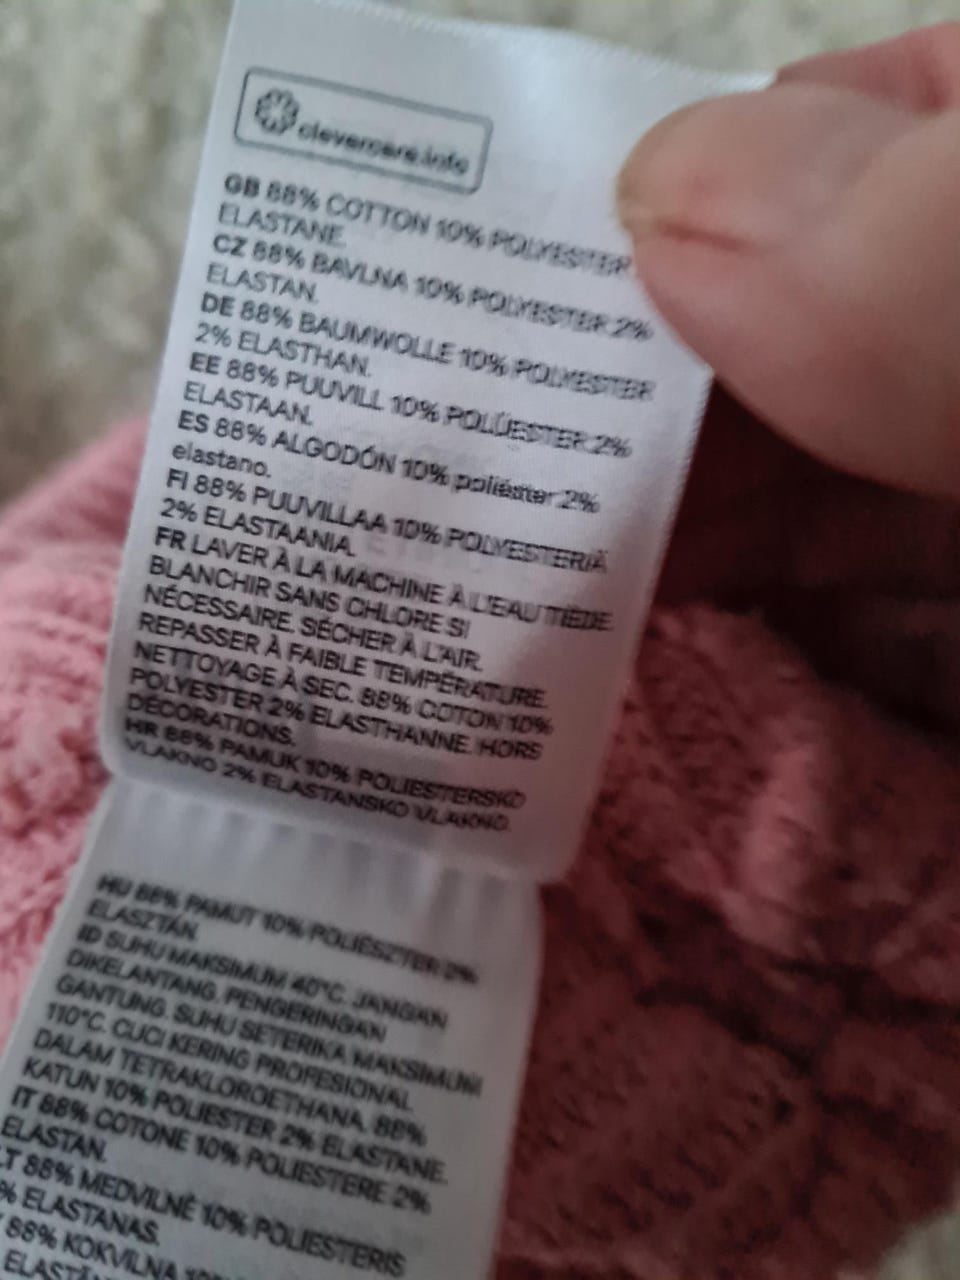 clevercare.info
GB 88% COTTON 10% POLYESTER
ELASTANE.
CZ 88% BAVLNA 10% POLYESTER 2%
ELASTAN.
DE 88% BAUMWOLLE 10% POLYESTER
2% ELASTHAN.
EE 88% PUUVILL 10% POLÜESTER 2%
ELASTAAN.
ES 88% ALGODÓN 10% poliéster 2%
elastano.
FI 88% PUUVILLAA 10% POLYESTERIÄ
2% ELASTAANIA.
FR LAVER À LA MACHINE À L'EAU TIÈDE.
BLANCHIR SANS CHLORE SI
NÉCESSAIRE. SÉCHER À L'AIR.
REPASSER À FAIBLE TEMPÉRATURE.
NETTOYAGE À SEC. 88% COTON 10%
POLYESTER 2% ELASTHANNE. HORS
DÉCORATIONS.
HR 88% PAMUK 10% POLIESTERSKO
VLAKNO 2% ELASTANSKO VLAKNO.
HU 88% PAMUT 10% POLIÉSZTER 2%
ELASZTÁN.
ID SUHU MAKSIMUM 40°C. JANGAN
DIKELANTANG. PENGERINGAN
GANTUNG. SUHU SETERIKA MAKSIMUM
110°C. CUCI KERING PROFESIONAL
DALAM TETRAKLOROETHANA. 88%
KATUN 10% POLIESTER 2% ELASTANE.
IT 88% COTONE 10% POLIESTERE 2%
ELASTAN.
LT 88% MEDVILNĖ 10% POLIESTERIS
% ELASTANAS.
88% KOKVILNA